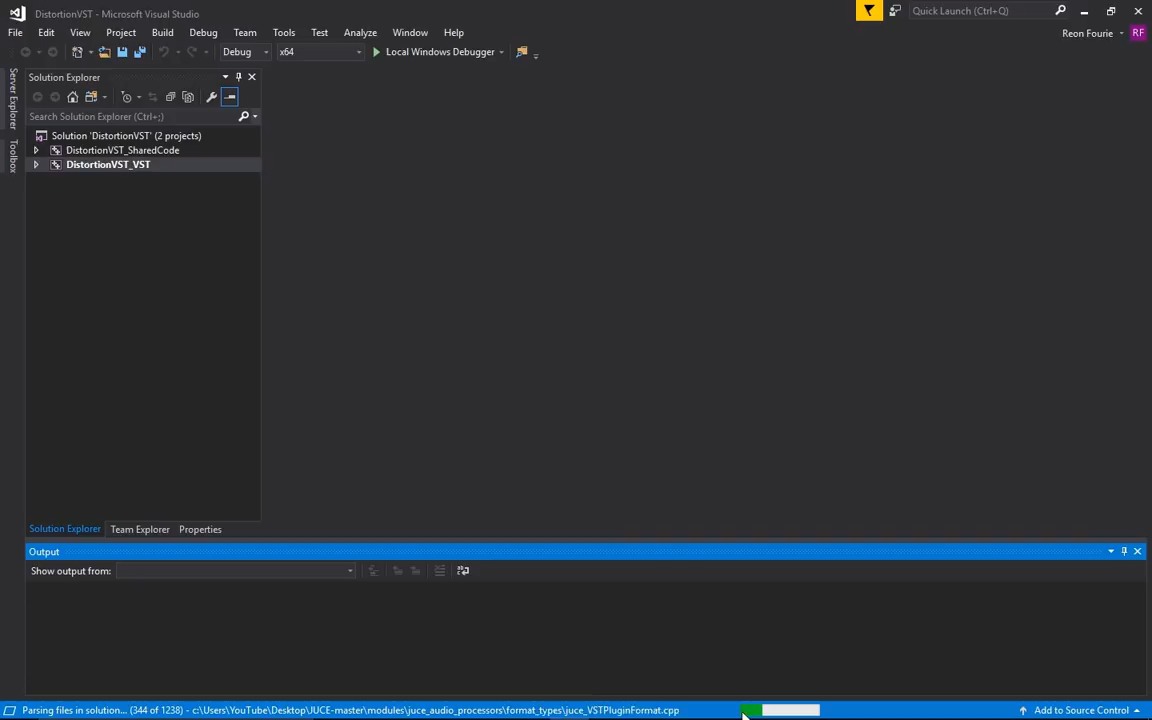 DistortionVST - Microsoft Visual Studio
Quick Launch (Ctrl+Q)
File Edit View Project Build Debug Team Tools Test Analyze Window Help
Reon Fourie RF
Debug x64 Local Windows Debugger
Server Explorer
Toolbox
Solution Explorer
Search Solution Explorer (Ctrl+;)
Solution 'DistortionVST' (2 projects)
DistortionVST_SharedCode
DistortionVST_VST
Solution Explorer Team Explorer Properties
Output
Show output from:
Parsing files in solution... (344 of 1238) - c:\Users\YouTube\Desktop\JUCE-master\modules\juce_audio_processors\format_types\juce_VSTPluginFormat.cpp
Add to Source Control